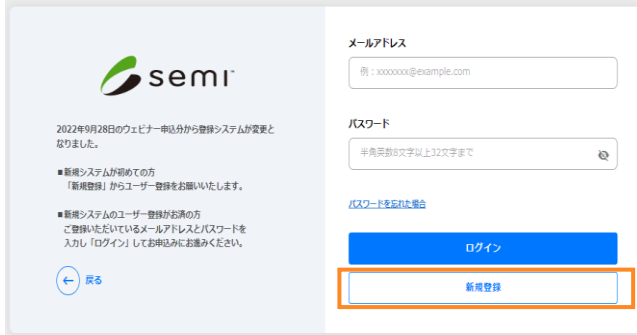 semi
2022年9月28日のウェビナー申込分から登録システムが変更と
なりました。
■新規システムが初めての方
「新規登録」からユーザー登録をお願いいたします。
■新規システムのユーザー登録がお済の方
ご登録いただいているメールアドレスとパスワードを
入力し「ログイン」してお申込みにお進みください。
戻る
メールアドレス
例：xxxxxxx@example.com
パスワード
半角英数8文字以上32文字まで
パスワードを忘れた場合
ログイン
新規登録